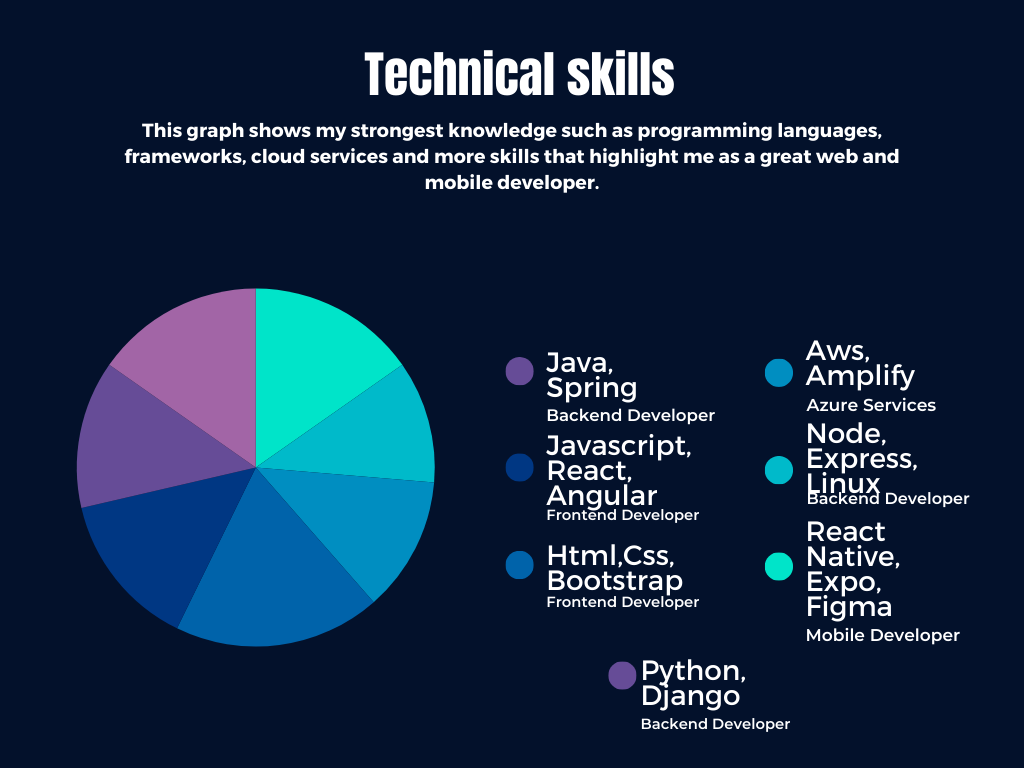 Technical skills
This graph shows my strongest knowledge such as programming languages,
frameworks, cloud services and more skills that highlight me as a great web and
mobile developer.
Java,
Spring
Backend Developer
Javascript,
React,
Angular
Frontend Developer
Html,Css,
Bootstrap
Frontend Developer
Aws,
Amplify
Azure Services
Node,
Express,
Linux
Backend Developer
React
Native,
Expo,
Figma
Mobile Developer
Python,
Django
Backend Developer